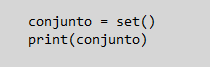 conjunto = set()
print(conjunto)